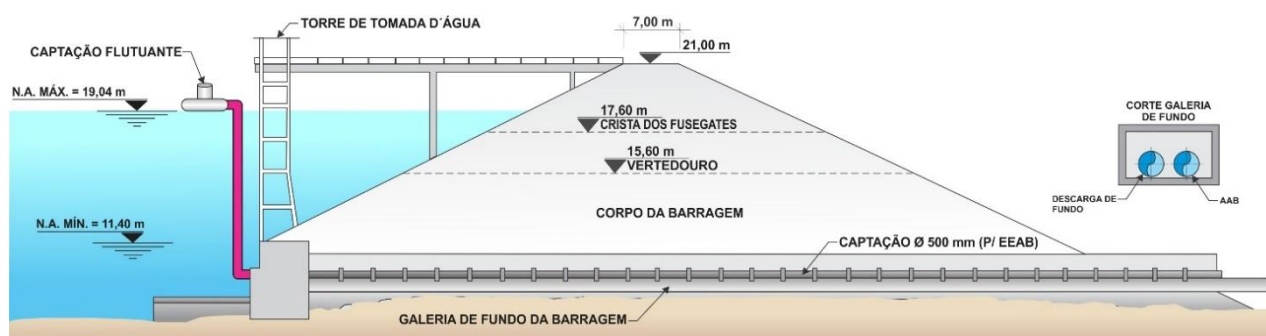 TORRE DE TOMADA D´ÁGUA
7,00 m
21,00 m
CAPTAÇÃO FLUTUANTE
N.A. MÁX. = 19,04 m
17,60 m
CRISTA DOS FUSEGATES
15,60 m
VERTEDOURO
CORTE GALERIA
DE FUNDO
DESCARGA DE
FUNDO
AAB
CORPO DA BARRAGEM
N.A. MÍN. = 11,40 m
CAPTAÇÃO Ø 500 mm (P/ EEAB)
GALERIA DE FUNDO DA BARRAGEM